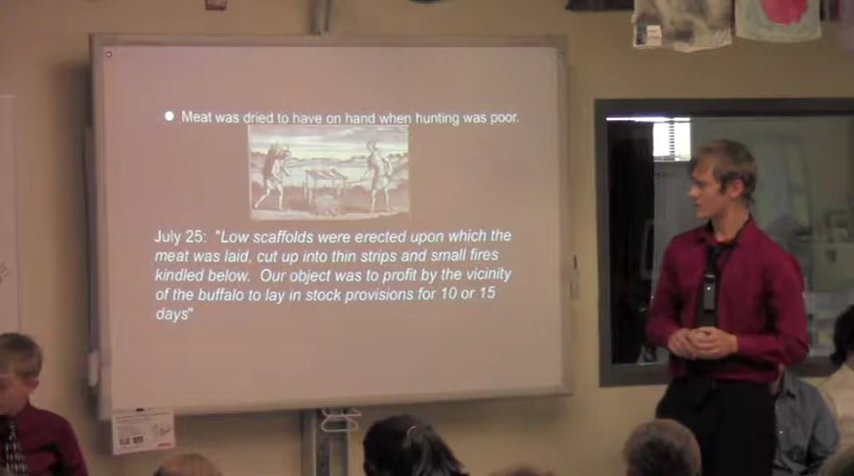 Meat was dried to have on hand when hunting was poor.
July 25: "Low scaffolds were erected upon which the
meat was laid, cut up into thin strips and small fires
kindled below. Our object was to profit by the vicinity
of the buffalo to lay in stock provisions for 10 or 15
days"